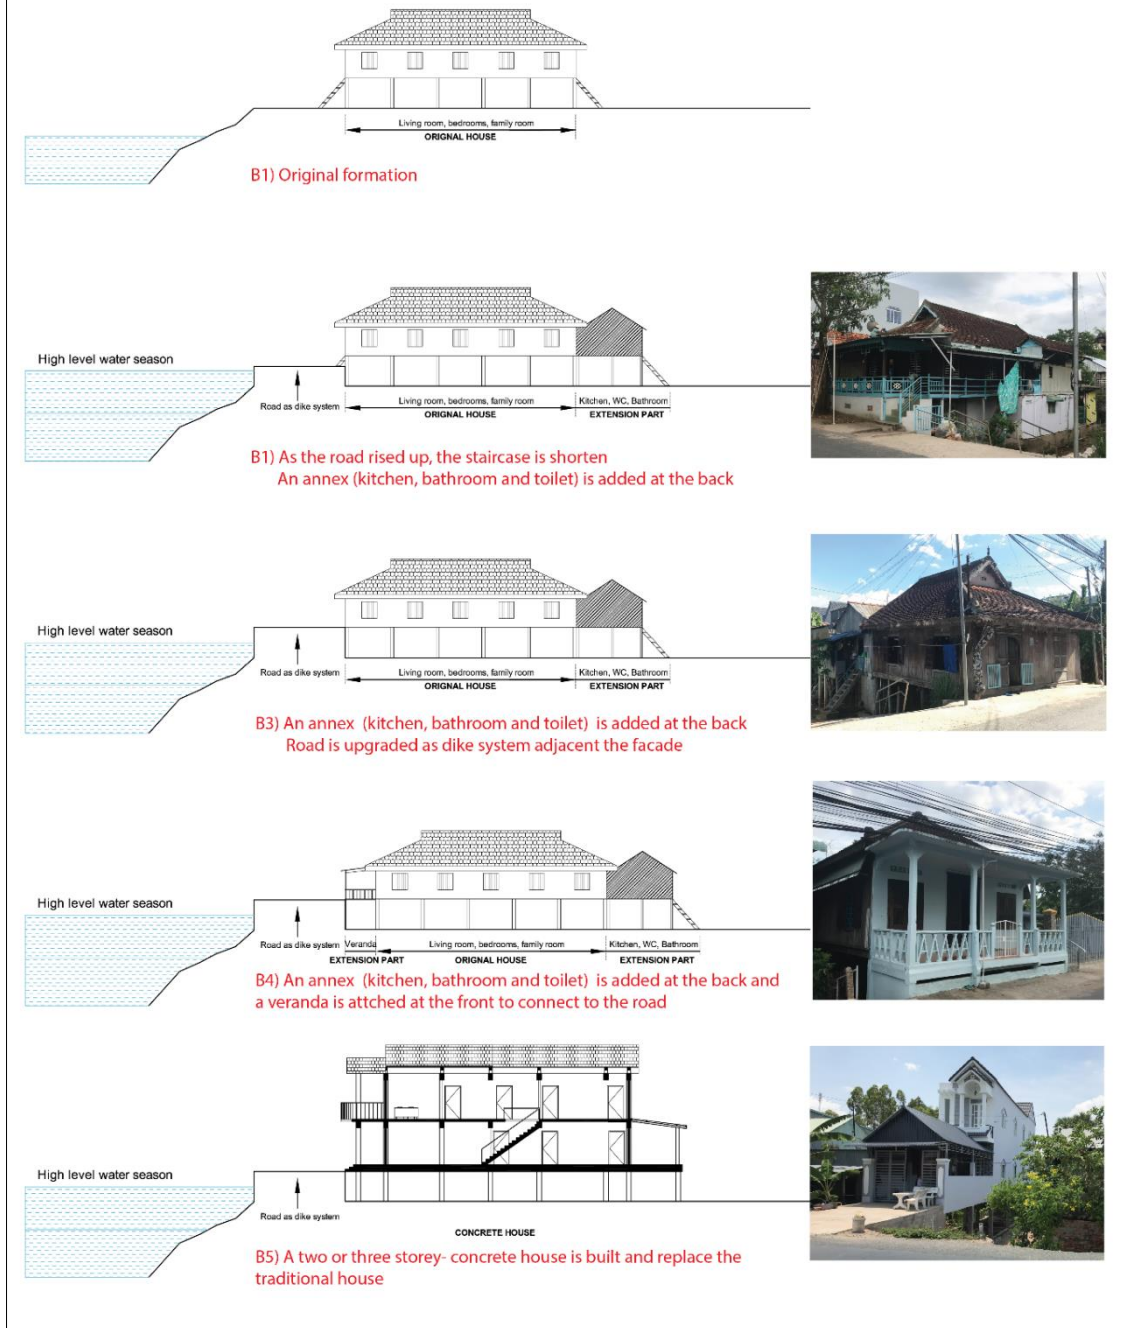 Living room, bedrooms, family room
ORIGNAL HOUSE
B1) Original formation
High level water season
Road as dike system
Living room, bedrooms, family room
Kitchen, WC, Bathroom
ORIGNAL HOUSE
EXTENSION PART
B1) As the road rised up, the staircase is shorten
An annex (kitchen, bathroom and toilet) is added at the back
High level water season
Road as dike system
Living room, bedrooms, family room
Kitchen, WC, Bathroom
ORIGNAL HOUSE
EXTENSION PART
B3) An annex (kitchen, bathroom and toilet) is added at the back
Road is upgraded as dike system adjacent the facade
High level water season
Road as dike system
Veranda
Living room, bedrooms, family room
Kitchen, WC, Bathroom
EXTENSION PART
ORIGNAL HOUSE
EXTENSION PART
B4) An annex (kitchen, bathroom and toilet) is added at the back and
a veranda is attched at the front to connect to the road
High level water season
Road as dike system
CONCRETE HOUSE
B5) A two or three storey- concrete house is built and replace the
traditional house